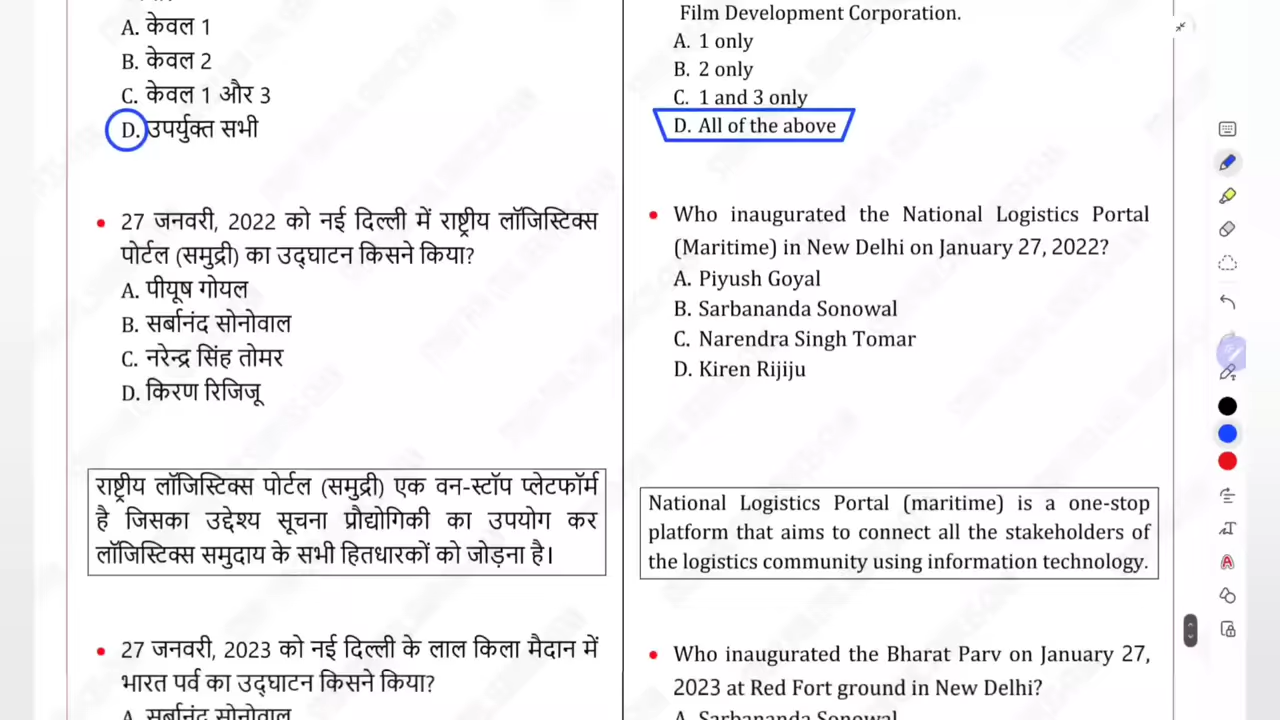 A. केवल 1
B. केवल 2
C. केवल 1 और 3
D. उपर्युक्त सभी
27 जनवरी, 2022 को नई दिल्ली में राष्ट्रीय लॉजिस्टिक्स
पोर्टल (समुद्री) का उद्घाटन किसने किया?
A. पीयूष गोयल
B. सर्बानंद सोनोवाल
C. नरेन्द्र सिंह तोमर
D. किरण रिजिजू
राष्ट्रीय लॉजिस्टिक्स पोर्टल (समुद्री) एक वन-स्टॉप प्लेटफॉर्म
है जिसका उद्देश्य सूचना प्रौद्योगिकी का उपयोग कर
लॉजिस्टिक्स समुदाय के सभी हितधारकों को जोड़ना है।
27 जनवरी, 2023 को नई दिल्ली के लाल किला मैदान में
भारत पर्व का उद्घाटन किसने किया?
A. सर्बानंद सोनोवाल
Film Development Corporation.
A. 1 only
B. 2 only
C. 1 and 3 only
D. All of the above
Who inaugurated the National Logistics Portal
(Maritime) in New Delhi on January 27, 2022?
A. Piyush Goyal
B. Sarbananda Sonowal
C. Narendra Singh Tomar
D. Kiren Rijiju
National Logistics Portal (maritime) is a one-stop
platform that aims to connect all the stakeholders of
the logistics community using information technology.
Who inaugurated the Bharat Parv on January 27,
2023 at Red Fort ground in New Delhi?
A. Sarbananda Sonowal